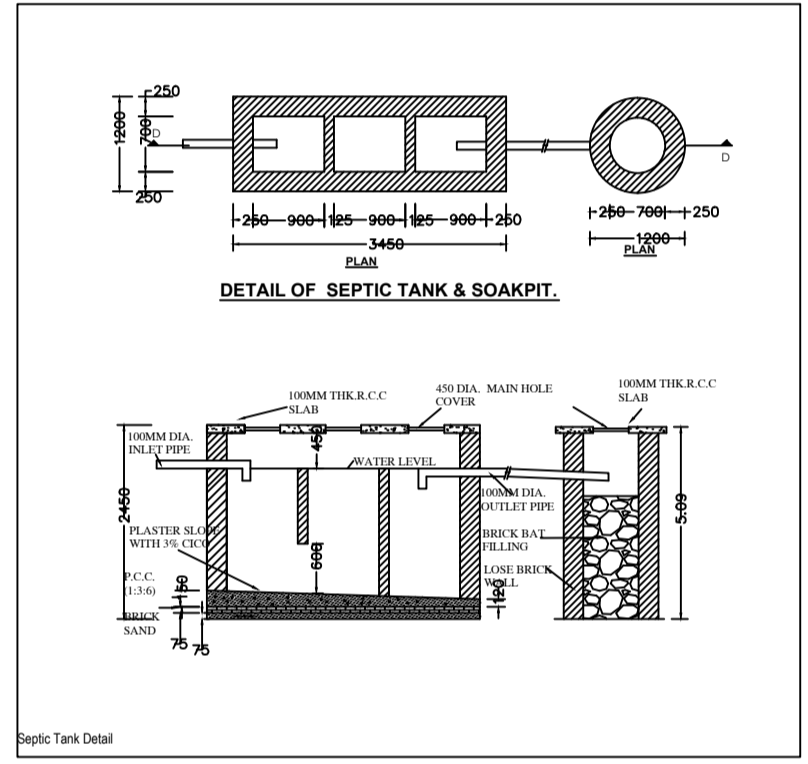 250
1200
700
D
250
250 900 125 900 125 900 250
3450
PLAN
250 700 250
1200
PLAN
D
DETAIL OF SEPTIC TANK & SOAKPIT.
100MM THK.R.C.C
SLAB
450 DIA. MAIN HOLE
COVER
100MM THK.R.C.C
SLAB
100MM DIA.
INLET PIPE
450
WATER LEVEL
100MM DIA.
OUTLET PIPE
2450
5.09
PLASTER SLOPE
WITH 3% CICO
600
BRICK BAT
FILLING
LOSE BRICK
WALL
P.C.C.
(1:3:6)
150
120
BRICK
SAND
75
75
Septic Tank Detail